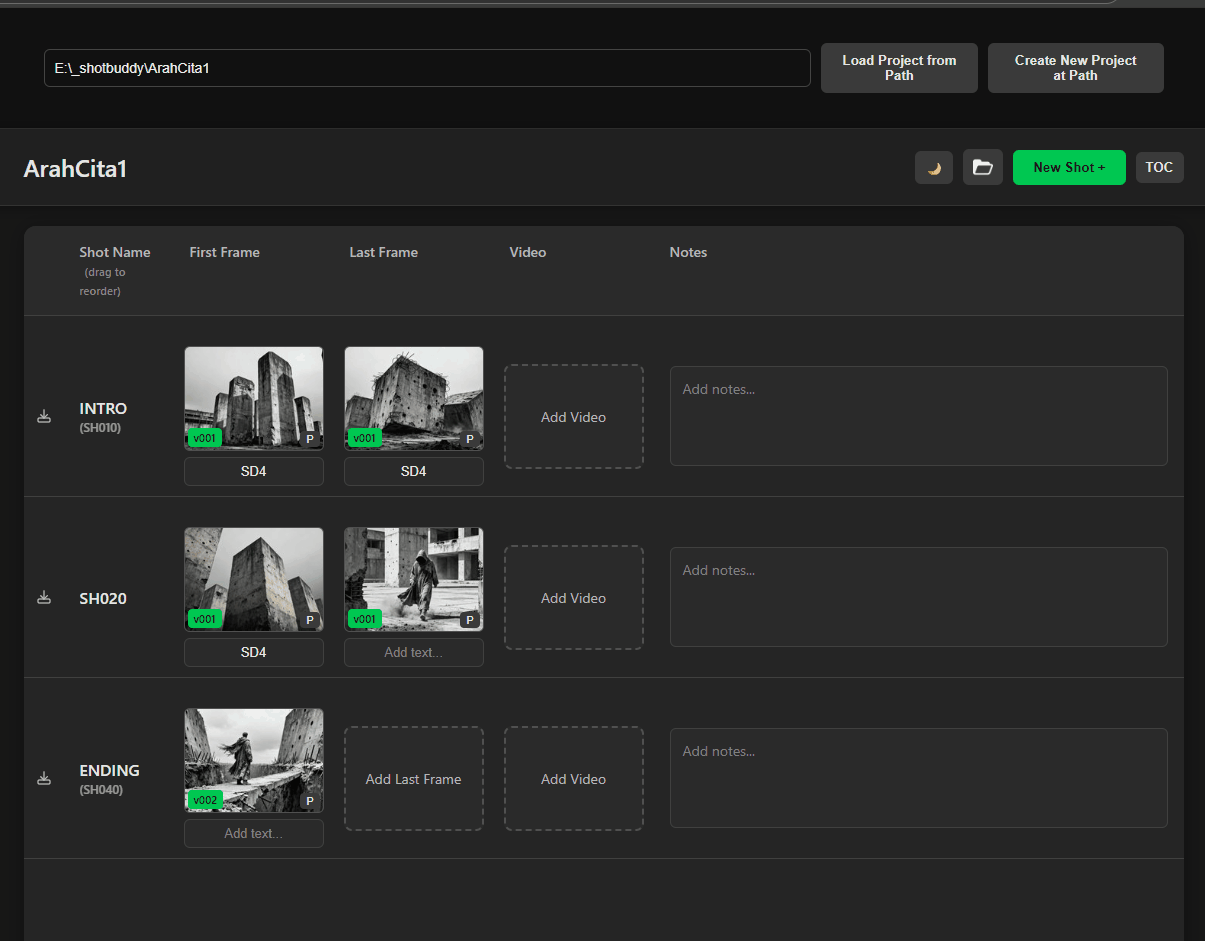 E:\_shotbuddy\ArahCita1
Load Project from
Path
Create New Project
at Path
ArahCita1
New Shot +
TOC
Shot Name
(drag to
reorder)
First Frame
Last Frame
Video
Notes
INTRO
(SH010)
v001
P
SD4
v001
P
SD4
Add Video
Add notes...
SH020
v001
P
SD4
v001
P
Add text...
Add Video
Add notes...
ENDING
(SH040)
v002
P
Add text...
Add Last Frame
Add Video
Add notes...